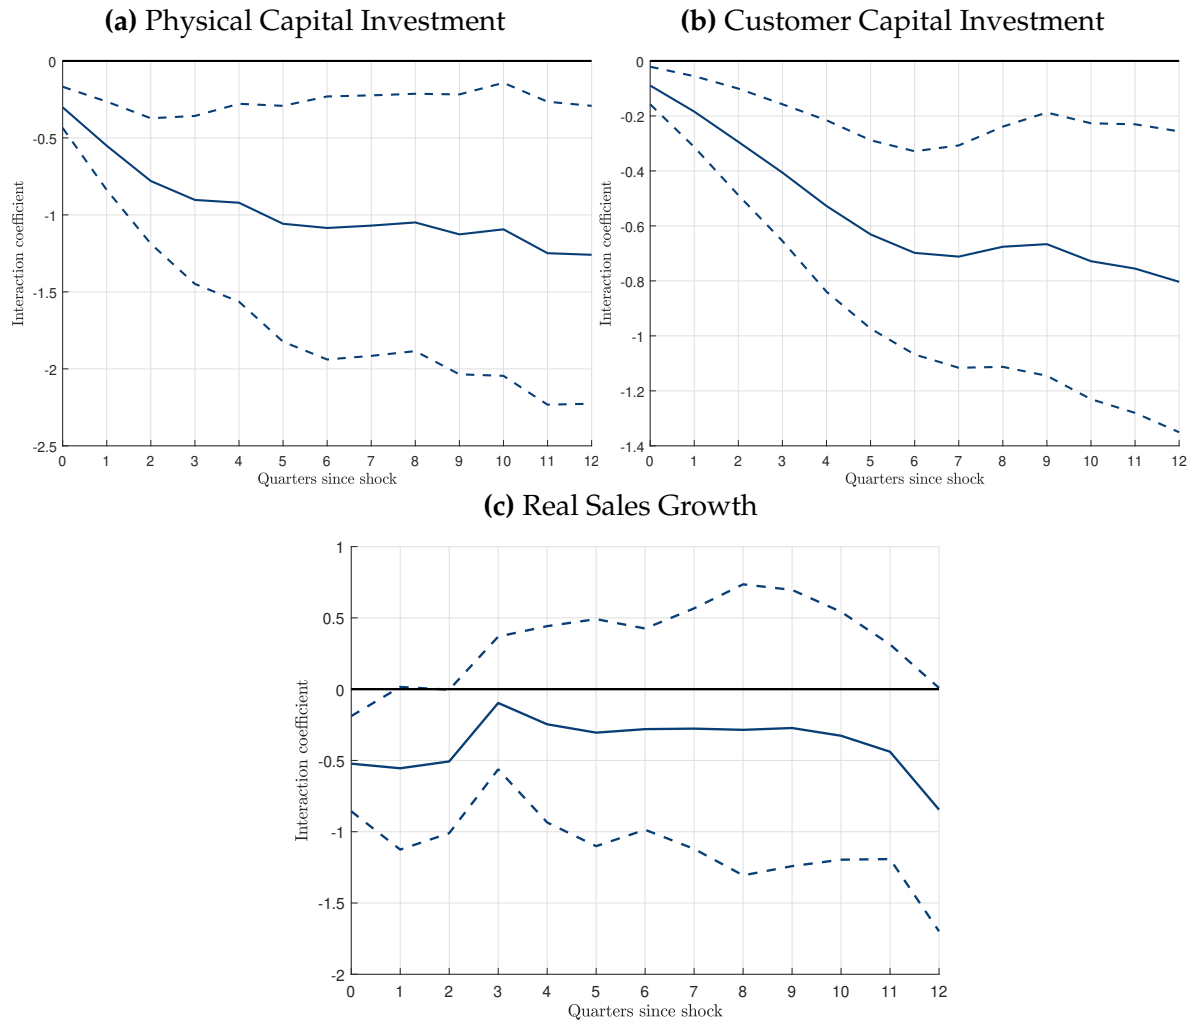 (a) Physical Capital Investment
0
-0.5
-1
-1.5
-2
-2.5
Interaction coefficient
0 1 2 3 4 5 6 7 8 9 10 11 12
Quarters since shock
(b) Customer Capital Investment
0
-0.2
-0.4
-0.6
-0.8
-1
-1.2
-1.4
Interaction coefficient
0 1 2 3 4 5 6 7 8 9 10 11 12
Quarters since shock
(c) Real Sales Growth
1
0.5
0
-0.5
-1
-1.5
-2
Interaction coefficient
0 1 2 3 4 5 6 7 8 9 10 11 12
Quarters since shock